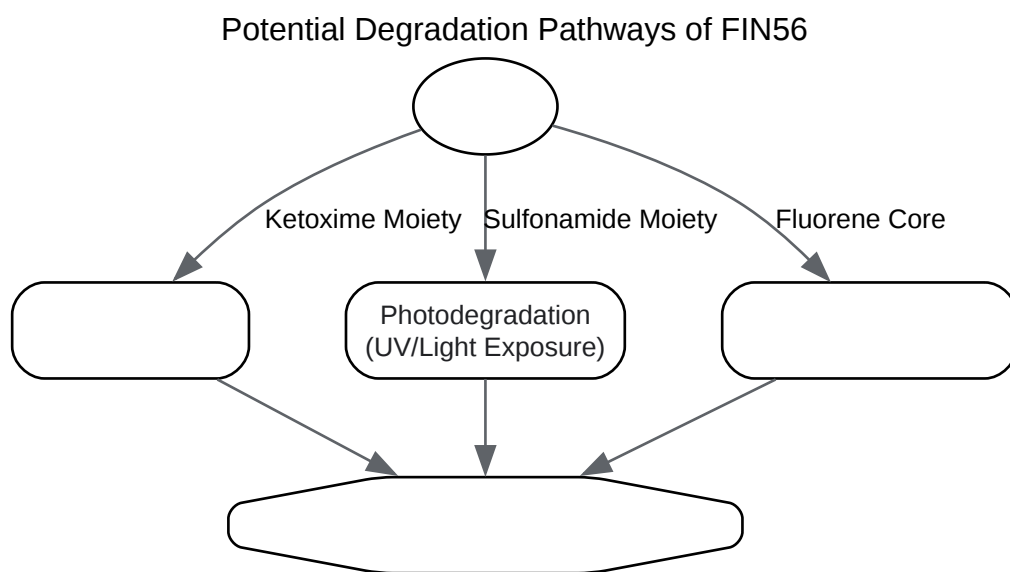 Potential Degradation Pathways of FIN56
Ketoxime Moiety
Sulfonamide Moiety
Fluorene Core
Photodegradation
(UV/Light Exposure)